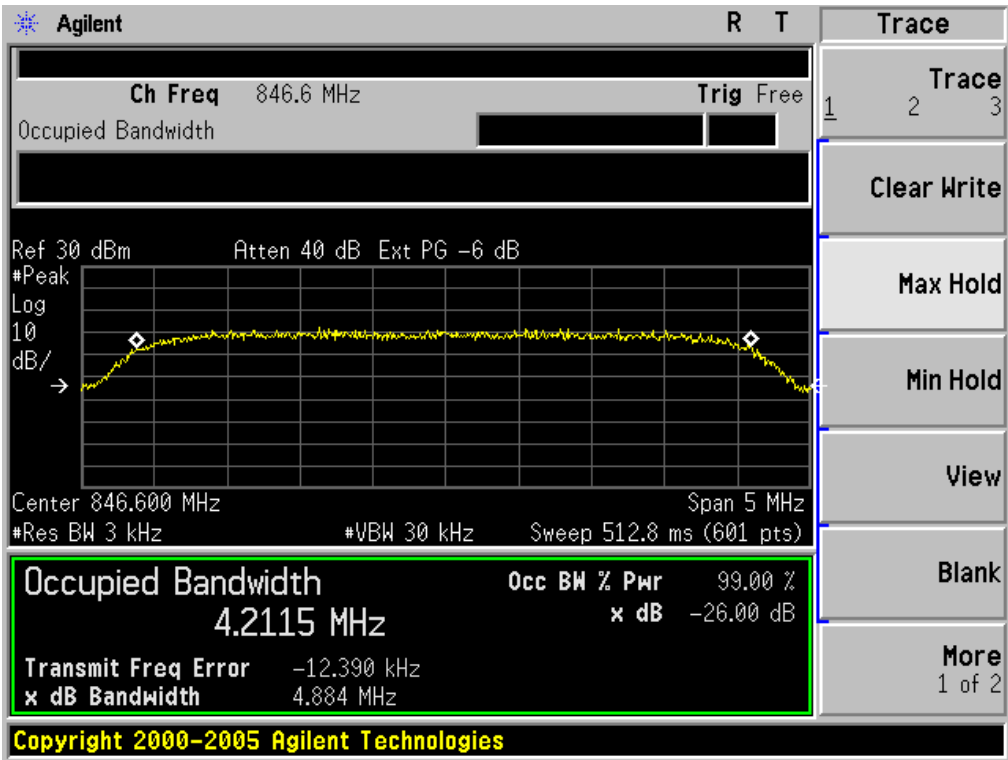 Agilent R T
Ch Freq 846.6 MHz Trig Free
Occupied Bandwidth
Ref 30 dBm Atten 40 dB Ext PG -6 dB
#Peak
Log
10
dB/
Center 846.600 MHz Span 5 MHz
#Res BW 3 kHz #VBW 30 kHz Sweep 512.8 ms (601 pts)
Occupied Bandwidth Occ BW % Pwr 99.00 %
4.2115 MHz x dB -26.00 dB
Transmit Freq Error -12.390 kHz
x dB Bandwidth 4.884 MHz
Copyright 2000-2005 Agilent Technologies
Trace
Trace
1 2 3
Clear Write
Max Hold
Min Hold
View
Blank
More
1 of 2